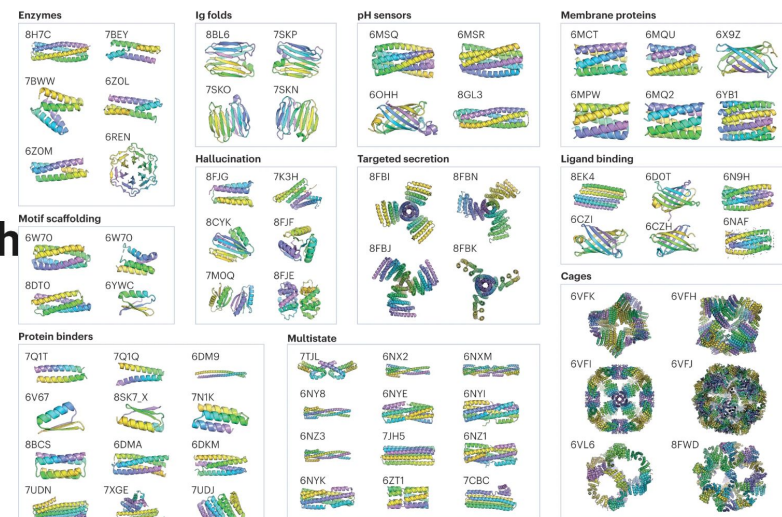 Enzymes
8H7C 7BEY
7BWW 6Z0L
6Z0M 6REN
Ig folds
8BL6 7SKP
7SKO 7SKN
pH sensors
6MSQ 6MSR
6OHH 8GL3
Membrane proteins
6MCT 6MQU 6X9Z
6MPW 6MQ2 6YB1
h
Motif scaffolding
6W70 6W70
8DT0 6YWC
Hallucination
8FJG 7K3H
8CYK 8FJF
7M0Q 8FJE
Targeted secretion
8FBI 8FBN
8FBJ 8FBK
Ligand binding
8EK4 6D0T 6N9H
6CZI 6CZH 6NAF
Cages
6VFK 6VFH
6VFI 6VFJ
6VL6 8FWD
Protein binders
7Q1T 7Q1Q 6DM9
6V67 8SK7_X 7N1K
8BCS 6DMA 6DKM
7UDN 7XGE 7UDJ
Multistate
7TJL 6NX2 6NXM
6NY8 6NYE 6NYI
6NZ3 7JH5 6NZ1
6NYK 6ZT1 7CBC